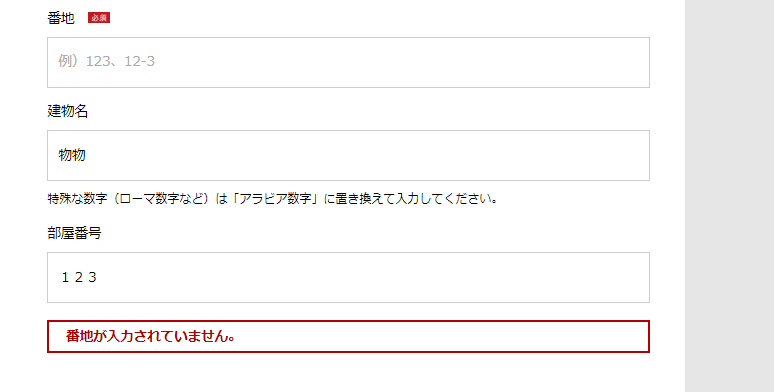 番地 必須
例）123、12-3
建物名
物物
特殊な数字（ローマ数字など）は「アラビア数字」に置き換えて入力してください。
部屋番号
１２３
番地が入力されていません。